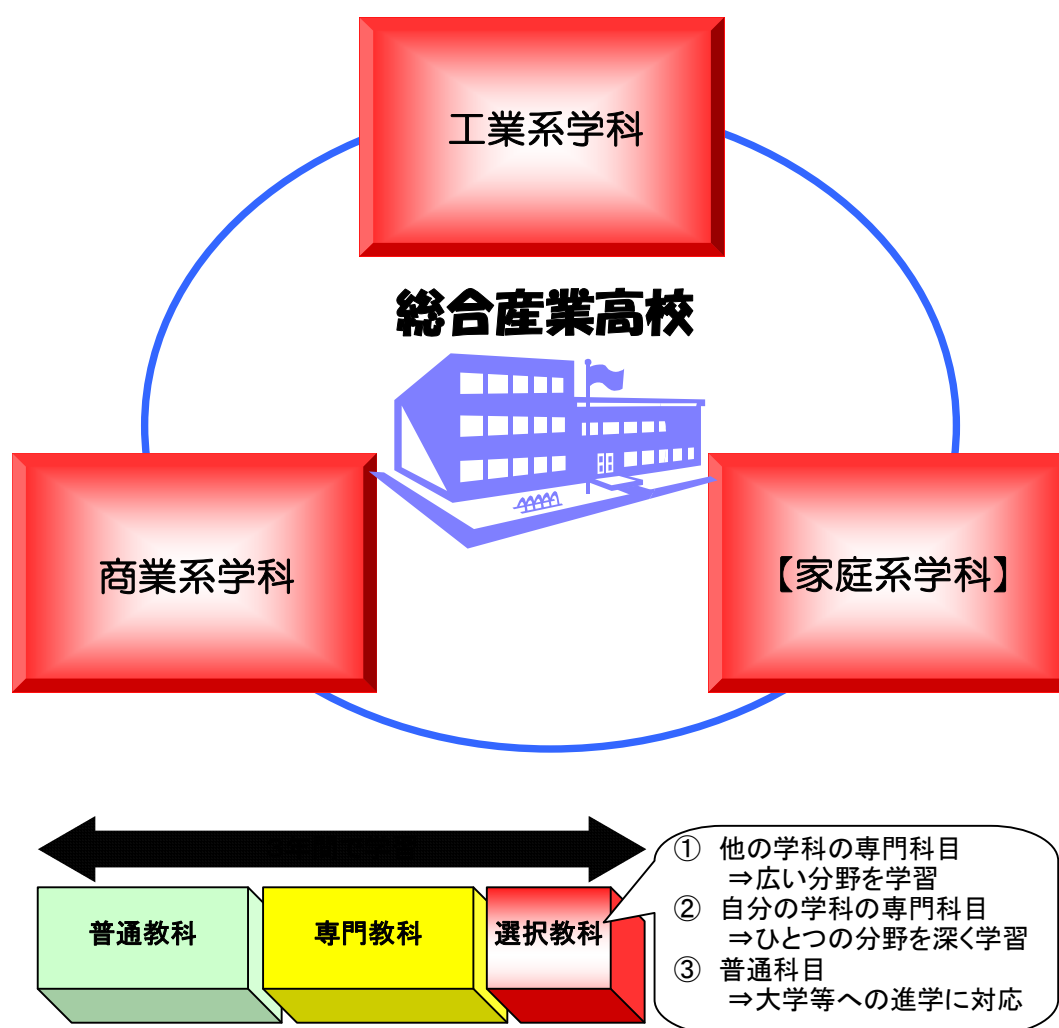 工業系学科
総合産業高校
商業系学科
【家庭系学科】
普通教科
専門教科
選択教科
① 他の学科の専門科目
⇒広い分野を学習
② 自分の学科の専門科目
⇒ひとつの分野を深く学習
③ 普通科目
⇒大学等への進学に対応